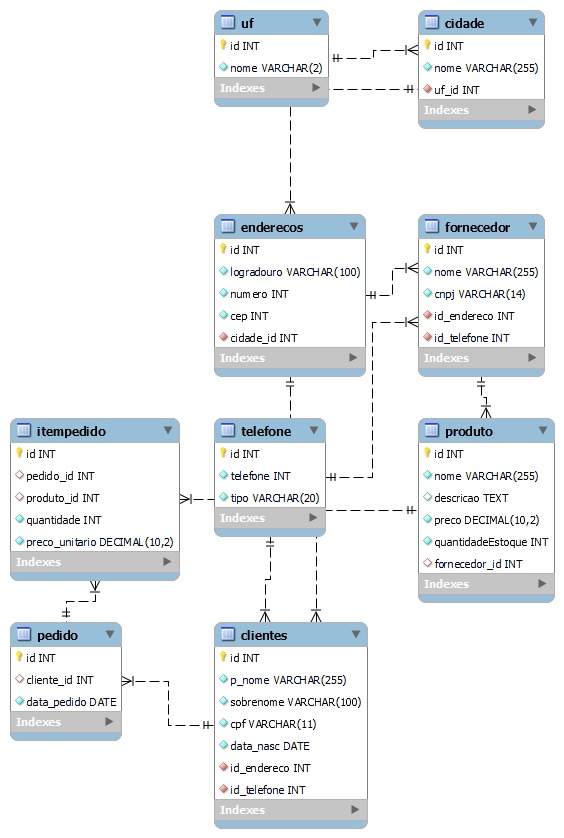 uf
id INT
nome VARCHAR(2)
Indexes
cidade
id INT
nome VARCHAR(255)
uf_id INT
Indexes
enderecos
id INT
logradouro VARCHAR(100)
numero INT
cep INT
cidade_id INT
Indexes
fornecedor
id INT
nome VARCHAR(255)
cnpj VARCHAR(14)
id_endereco INT
id_telefone INT
Indexes
itempedido
id INT
pedido_id INT
produto_id INT
quantidade INT
preco_unitario DECIMAL(10,2)
Indexes
telefone
id INT
telefone INT
tipo VARCHAR(20)
Indexes
produto
id INT
nome VARCHAR(255)
descricao TEXT
preco DECIMAL(10,2)
quantidadeEstoque INT
fornecedor_id INT
Indexes
pedido
id INT
cliente_id INT
data_pedido DATE
Indexes
clientes
id INT
p_nome VARCHAR(255)
sobrenome VARCHAR(100)
cpf VARCHAR(11)
data_nasc DATE
id_endereco INT
id_telefone INT
Indexes